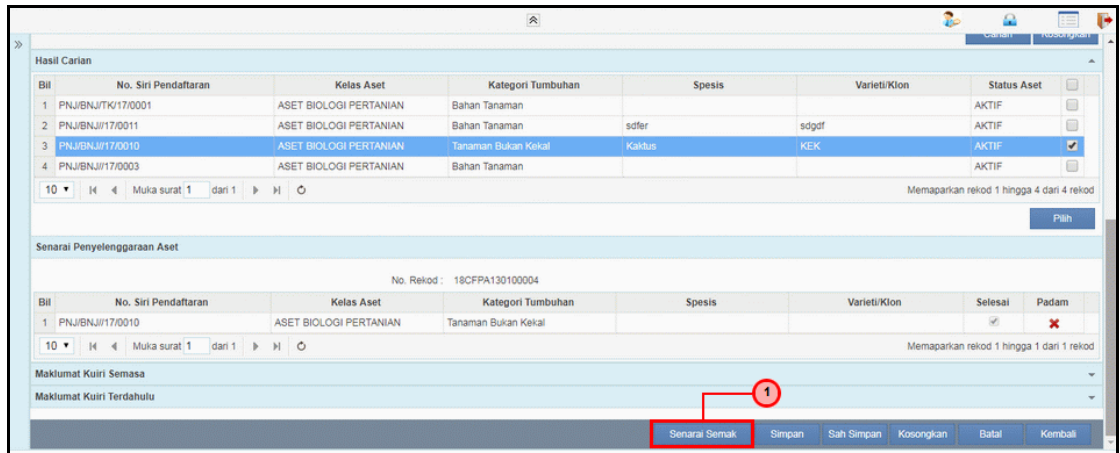 Carian Kosongkan
Hasil Carian
Bil No. Siri Pendaftaran Kelas Aset Kategori Tumbuhan Spesis Varieti/Klon Status Aset
1 PNJ/BNJ/TK/17/0001 ASET BIOLOGI PERTANIAN Bahan Tanaman AKTIF
2 PNJ/BNJ//17/0011 ASET BIOLOGI PERTANIAN Bahan Tanaman sdfer sdgdf AKTIF
3 PNJ/BNJ//17/0010 ASET BIOLOGI PERTANIAN Tanaman Bukan Kekal Kaktus KEK AKTIF
4 PNJ/BNJ//17/0003 ASET BIOLOGI PERTANIAN Bahan Tanaman AKTIF
10 Muka surat 1 dari 1 Memaparkan rekod 1 hingga 4 dari 4 rekod
Pilih
Senarai Penyelenggaraan Aset
No. Rekod : 18CFPA130100004
Bil No. Siri Pendaftaran Kelas Aset Kategori Tumbuhan Spesis Varieti/Klon Selesai Padam
1 PNJ/BNJ//17/0010 ASET BIOLOGI PERTANIAN Tanaman Bukan Kekal
10 Muka surat 1 dari 1 Memaparkan rekod 1 hingga 1 dari 1 rekod
Maklumat Kuiri Semasa
Maklumat Kuiri Terdahulu
1
Senarai Semak Simpan Sah Simpan Kosongkan Batal Kembali